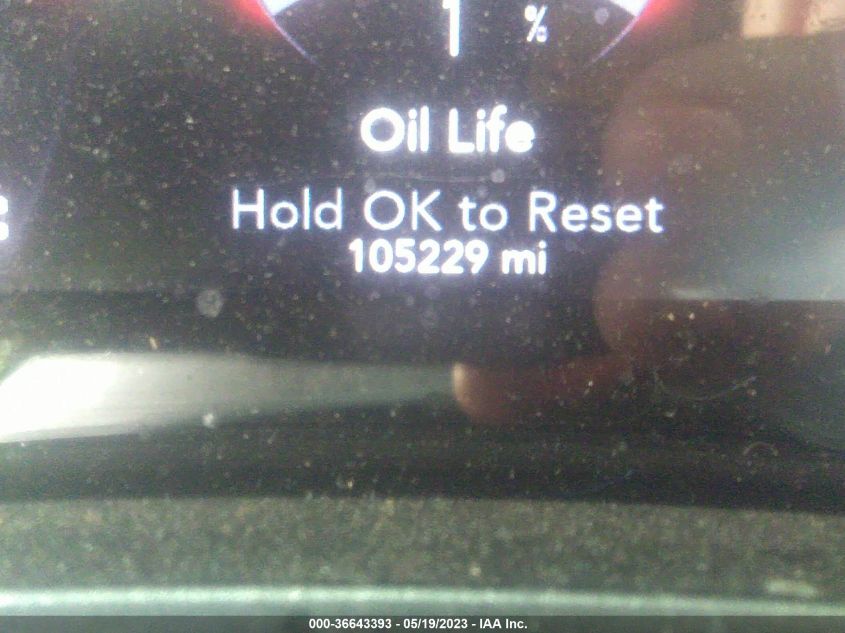 1 %
Oil Life
Hold OK to Reset
105229 mi
000-36643393 - 05/19/2023 - IAA Inc.